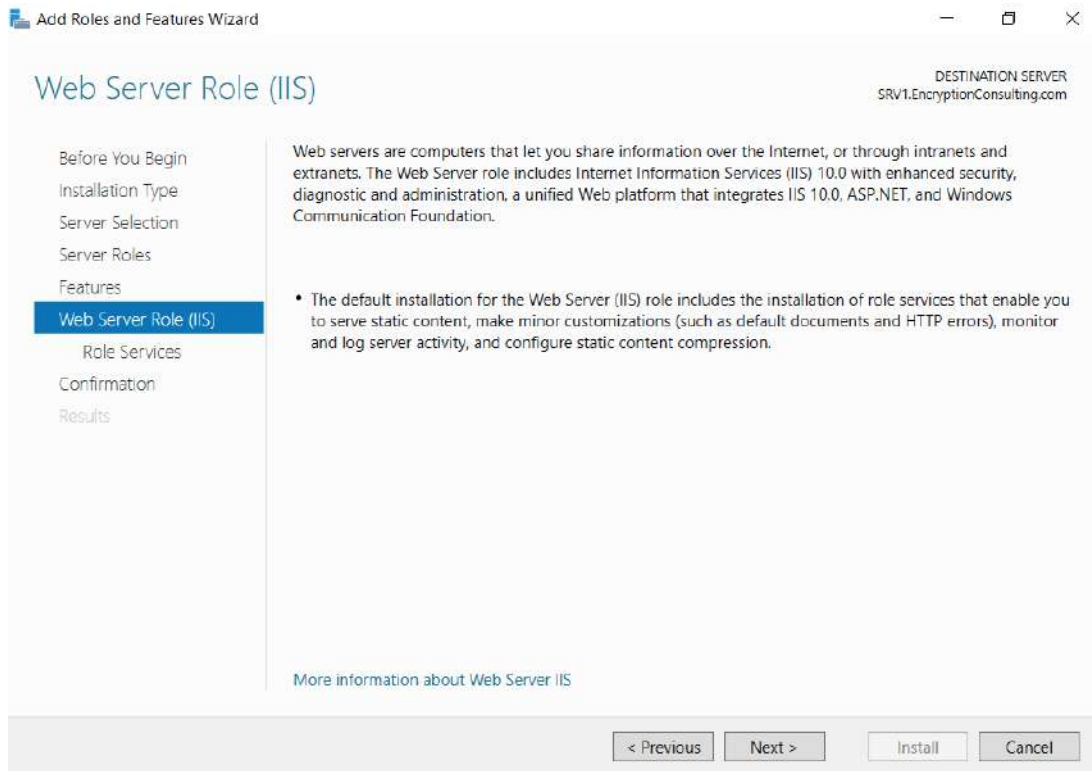 Add Roles and Features Wizard
Web Server Role (IIS)
DESTINATION SERVER
SRV1.EncryptionConsulting.com
Before You Begin
Installation Type
Server Selection
Server Roles
Features
Web Server Role (IIS)
Role Services
Confirmation
Results
Web servers are computers that let you share information over the Internet, or through intranets and
extranets. The Web Server role includes Internet Information Services (IIS) 10.0 with enhanced security,
diagnostic and administration, a unified Web platform that integrates IIS 10.0, ASP.NET, and Windows
Communication Foundation.
• The default installation for the Web Server (IIS) role includes the installation of role services that enable you
to serve static content, make minor customizations (such as default documents and HTTP errors), monitor
and log server activity, and configure static content compression.
More information about Web Server IIS
< Previous
Next >
Install
Cancel